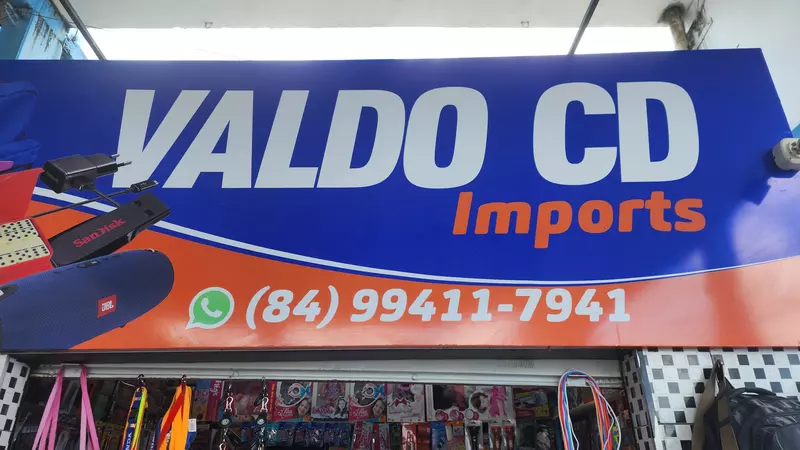 VALDO CD
Imports
SanDisk
JBL
(84) 99411-7941